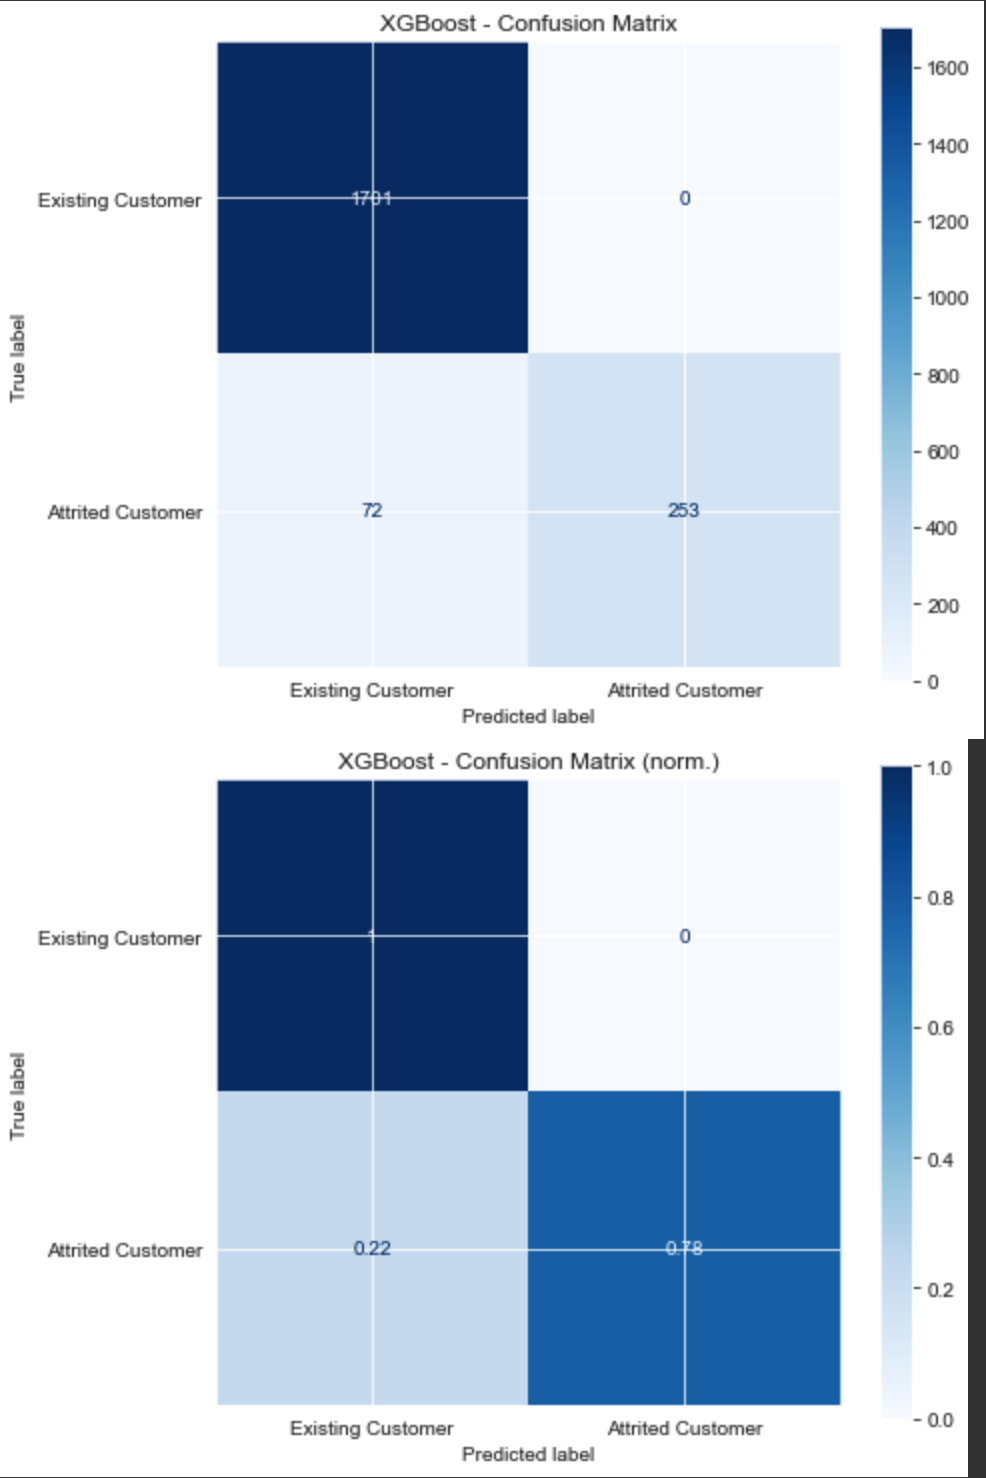 XGBoost - Confusion Matrix
1600
1400
1200
1000
800
600
400
200
0
Existing Customer
1701
0
True label
Attrited Customer
72
253
Existing Customer
Attrited Customer
Predicted label
XGBoost - Confusion Matrix (norm.)
1.0
0.8
0.6
0.4
0.2
0.0
Existing Customer
1
0
True label
Attrited Customer
0.22
0.78
Existing Customer
Attrited Customer
Predicted label